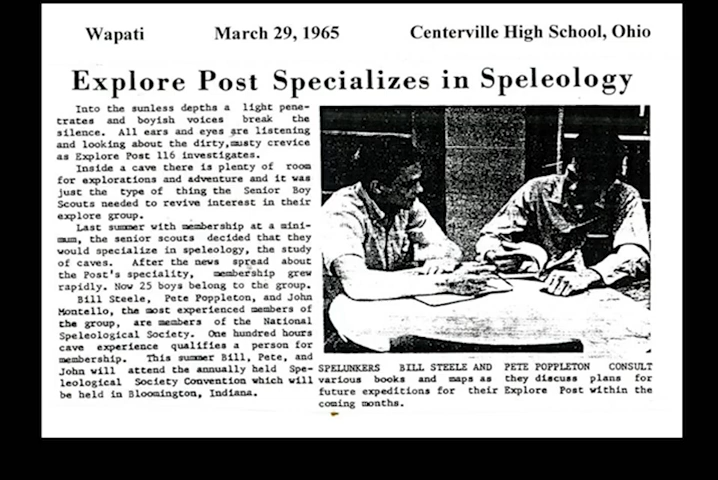 Wapati March 29, 1965 Centerville High School, Ohio
Explore Post Specializes in Speleology
Into the sunless depths a light pene-
trates and boyish voices break the
silence. All ears and eyes are listening
and looking about the dirty,musty crevice
as Explore Post 116 investigates.
Inside a cave there is plenty of room
for explorations and adventure and it was
just the type of thing the Senior Boy
Scouts needed to revive interest in their
explore group.
Last summer with membership at a mini-
mum, the senior scouts decided that they
would specialize in speleology, the study
of caves. After the news spread about
the Post's speciality, membership grew
rapidly. Now 25 boys belong to the group.
Bill Steele, Pete Poppleton, and John
Montello, the most experienced members of
the group, are members of the National
Speleological Society. One hundred hours
cave experience qualifies a person for
membership. This summer Bill, Pete, and
John will attend the annually held Spe-
leological Society Convention which will
be held in Bloomington, Indiana.
SPELUNKERS BILL STEELE AND PETE POPPLETON CONSULT
various books and maps as they discuss plans for
future expeditions for their Explore Post within the
coming months.